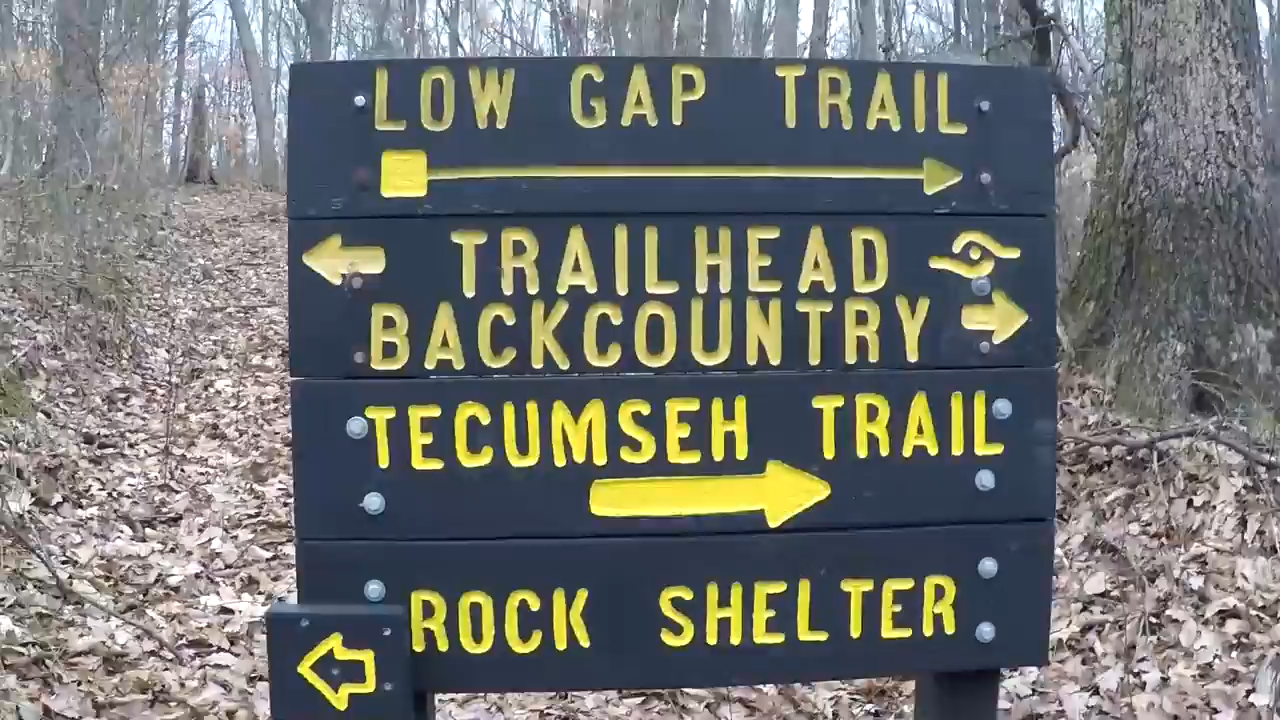 LOW GAP TRAIL
TRAILHEAD
BACKCOUNTRY
TECUMSEH TRAIL
ROCK SHELTER